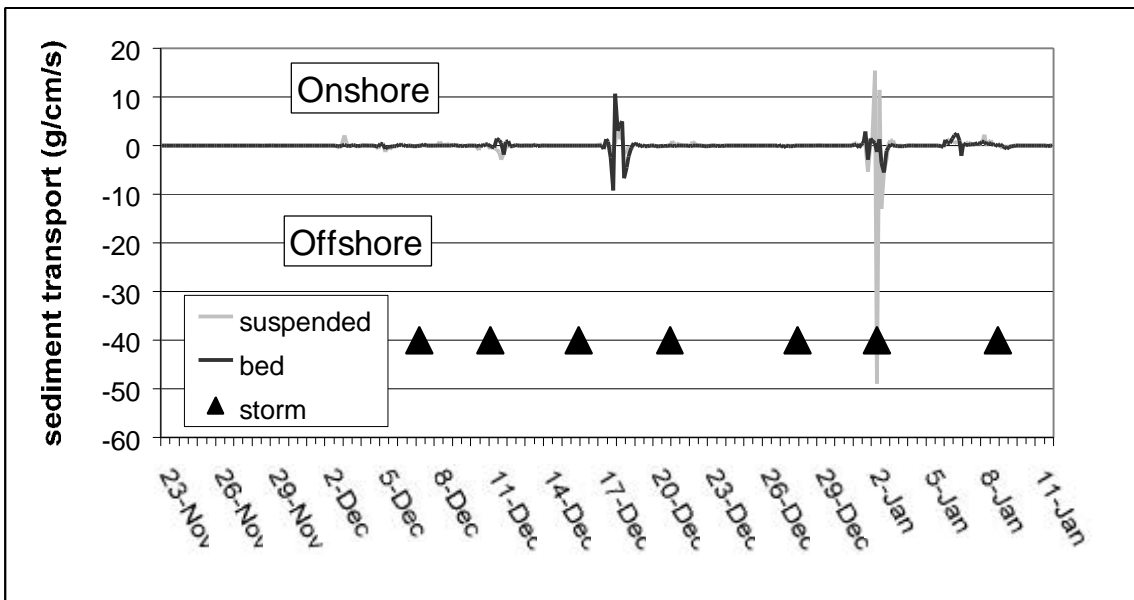 sediment transport (g/cm/s)
20
10
0
-10
-20
-30
-40
-50
-60
Onshore
Offshore
suspended
bed
storm
23-Nov
26-Nov
29-Nov
2-Dec
5-Dec
8-Dec
11-Dec
14-Dec
17-Dec
20-Dec
23-Dec
26-Dec
29-Dec
2-Jan
5-Jan
8-Jan
11-Jan